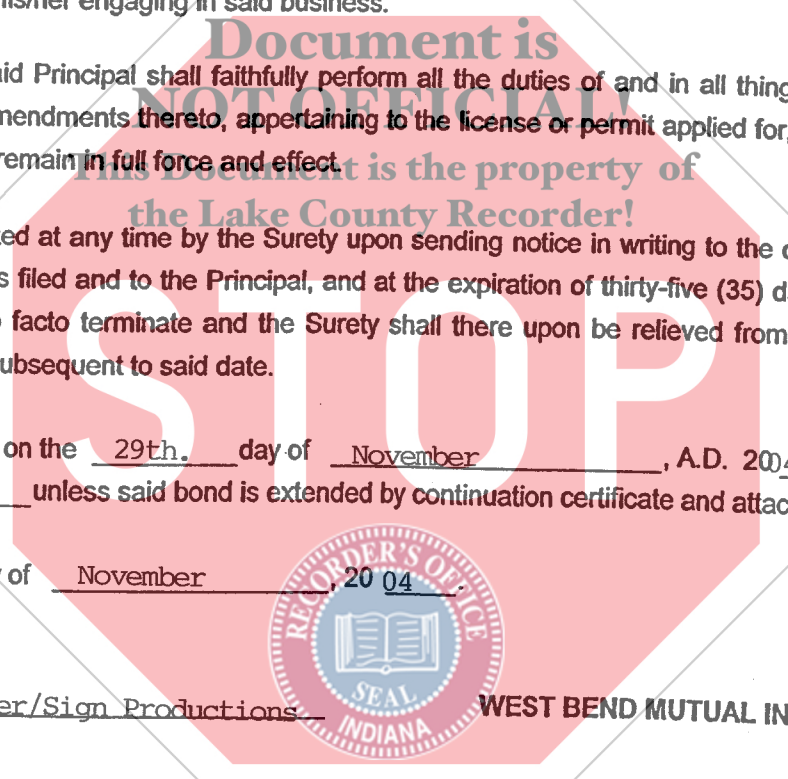 engaging in said business.
Document is
aid Principal shall faithfully perform all the duties of and in all thing
NOT OFFICIAL!
mendments thereto, appertaining to the license or permit applied for,
remain in full force and effect.
This Document is the property of
the Lake County Recorder!
ed at any time by the Surety upon sending notice in writing to the
s filed and to the Principal, and at the expiration of thirty-five (35) d
facto terminate and the Surety shall there upon be relieved from
ubsequent to said date.
STOP
on the 29th. day of November, A.D. 2004
unless said bond is extended by continuation certificate and attac
of November, 20 04.
RECORDER'S OFFICE
SEAL
INDIANA
er/Sign Productions WEST BEND MUTUAL IN